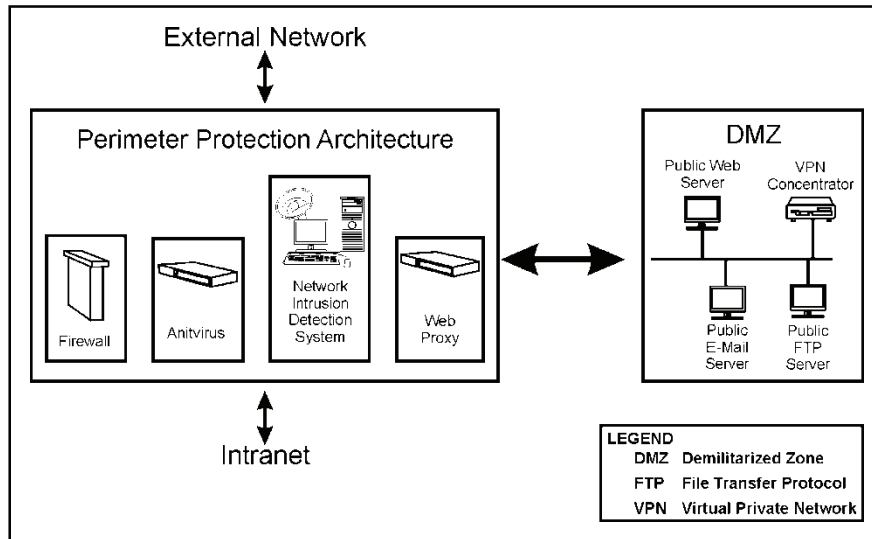 External Network
Perimeter Protection Architecture
Firewall
Anitvirus
Network
Intrusion
Detection
System
Web
Proxy
DMZ
Public Web
Server
VPN
Concentrator
Public
E-Mail
Server
Public
FTP
Server
Intranet
LEGEND
DMZ Demilitarized Zone
FTP File Transfer Protocol
VPN Virtual Private Network